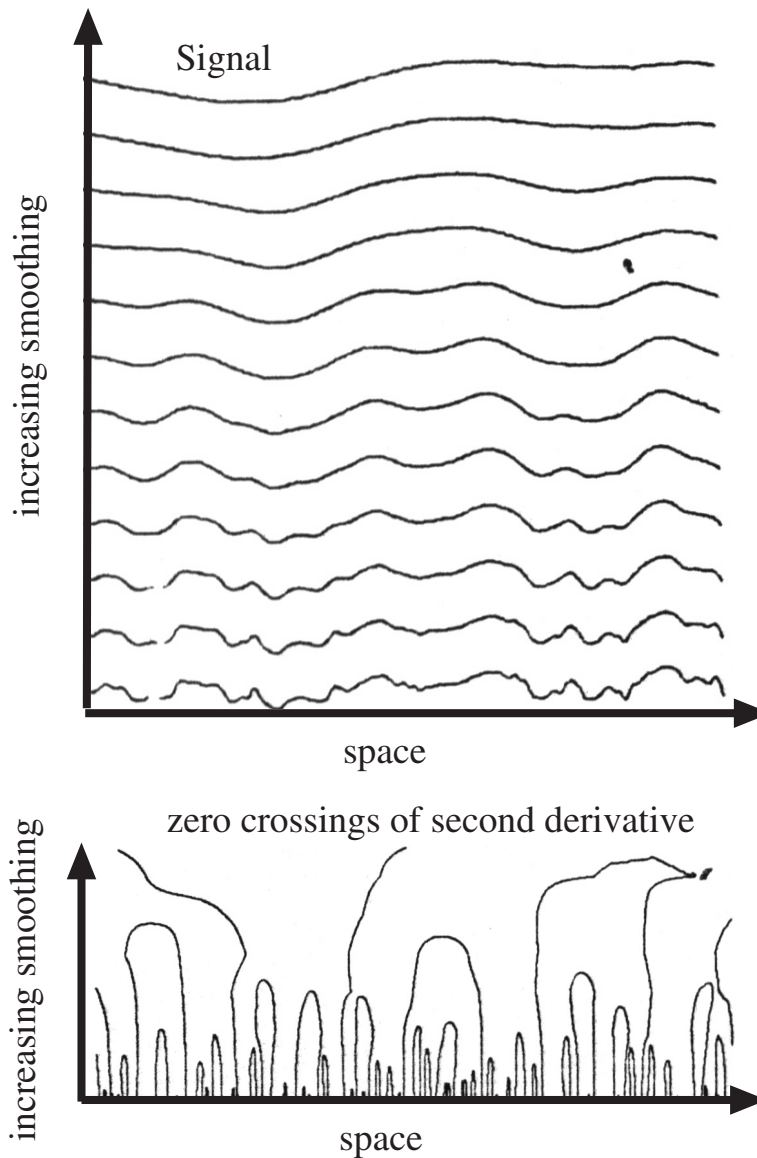 Signal
increasing smoothing
space
zero crossings of second derivative
increasing smoothing
space